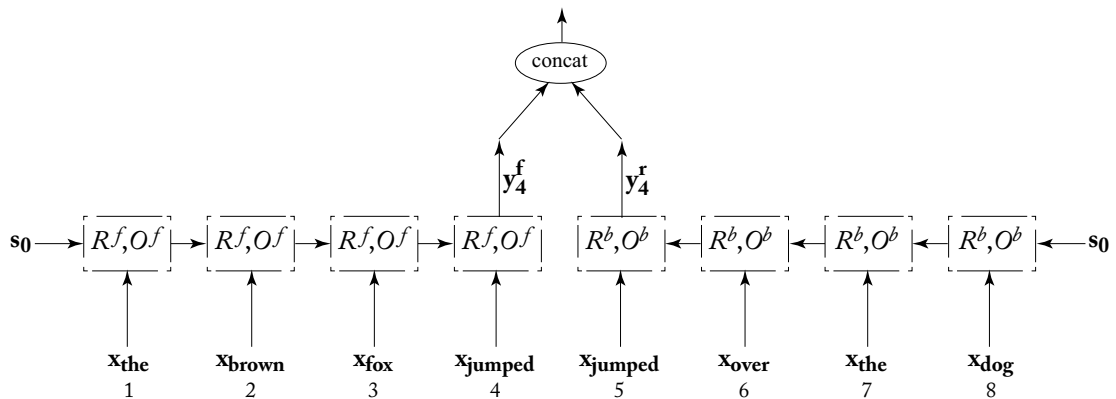 concat
y₄ᶠ y₄ʳ
s₀ Rᶠ,Oᶠ Rᶠ,Oᶠ Rᶠ,Oᶠ Rᶠ,Oᶠ Rᵇ,Oᵇ Rᵇ,Oᵇ Rᵇ,Oᵇ Rᵇ,Oᵇ s₀
x_the x_brown x_fox x_jumped x_jumped x_over x_the x_dog
1 2 3 4 5 6 7 8